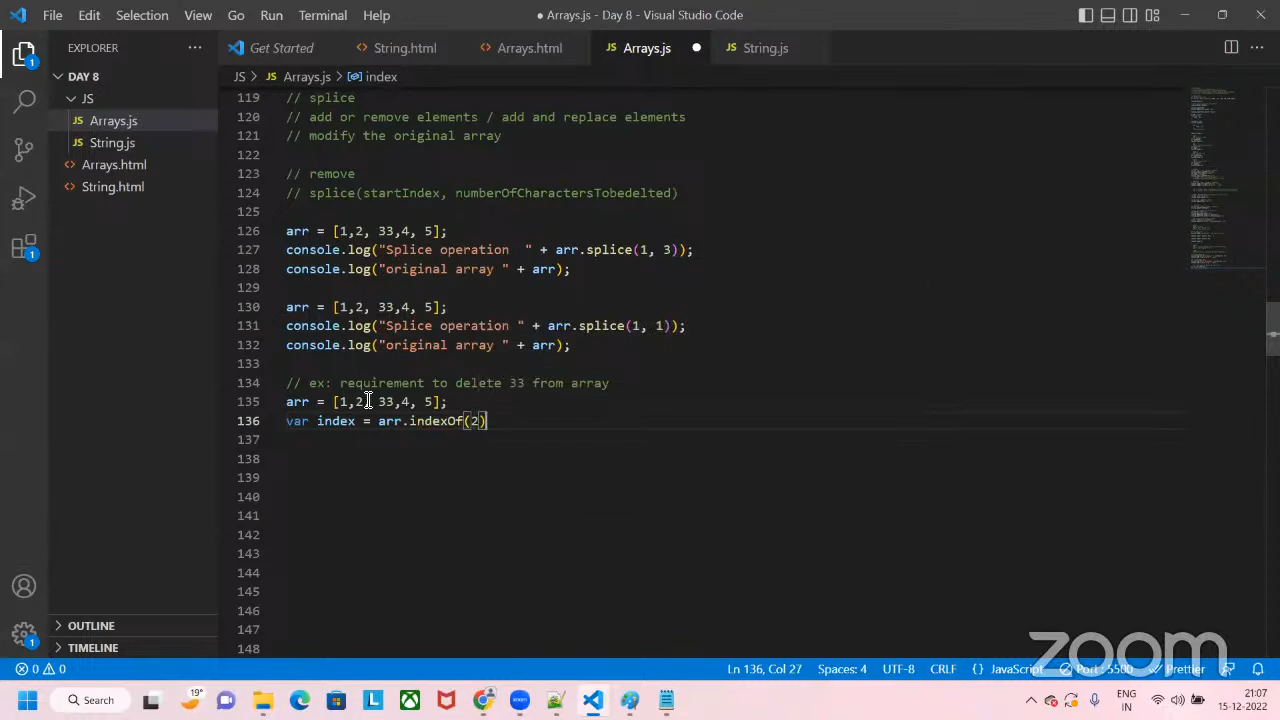 File Edit Selection View Go Run Terminal Help
● Arrays.js - Day 8 - Visual Studio Code
EXPLORER ...
Get Started <> String.html <> Arrays.html JS Arrays.js ● JS String.js
DAY 8
JS
JS Arrays.js
JS String.js
<> Arrays.html
<> String.html
JS > JS Arrays.js > index
119 // splice
120 // add or remove elements / add and replace elements
121 // modify the original array
122
123 // remove
124 // splice(startIndex, numberOfCharactersTobedelted)
125
126 arr = [1,2, 33,4, 5];
127 console.log("Splice operation  " + arr.splice(1, 3));
128 console.log("original array " + arr);
129
130 arr = [1,2, 33,4, 5];
131 console.log("Splice operation " + arr.splice(1, 1));
132 console.log("original array " + arr);
133
134 // ex: requirement to delete 33 from array
135 arr = [1,2, 33,4, 5];
136 var index = arr.indexOf(2)
137
138
139
140
141
142
143
144
145
146
147
148
OUTLINE
TIMELINE
1
1
1
zoom
0 0 Ln 136, Col 27 Spaces: 4 UTF-8 CRLF {} JavaScript Port : 5500 Prettier
Search 19° zoom ENG IN 21:07 15-12-2022